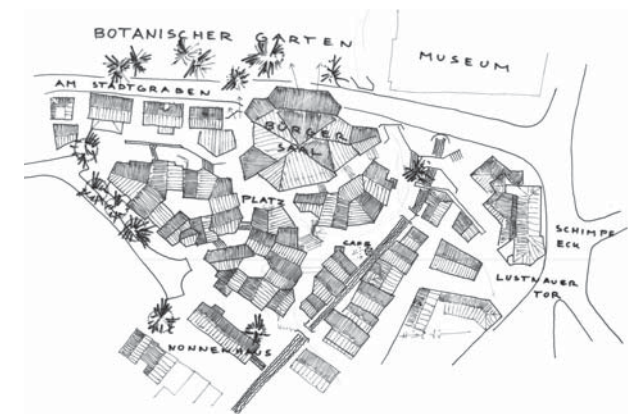 BOTANISCHER GARTEN
MUSEUM
AM STADTGRABEN
BÜRGER
SAAL
PLATZ
CAFE
SCHIMPF
ECK
LUSTNAUER
TOR
NONNENHAUS